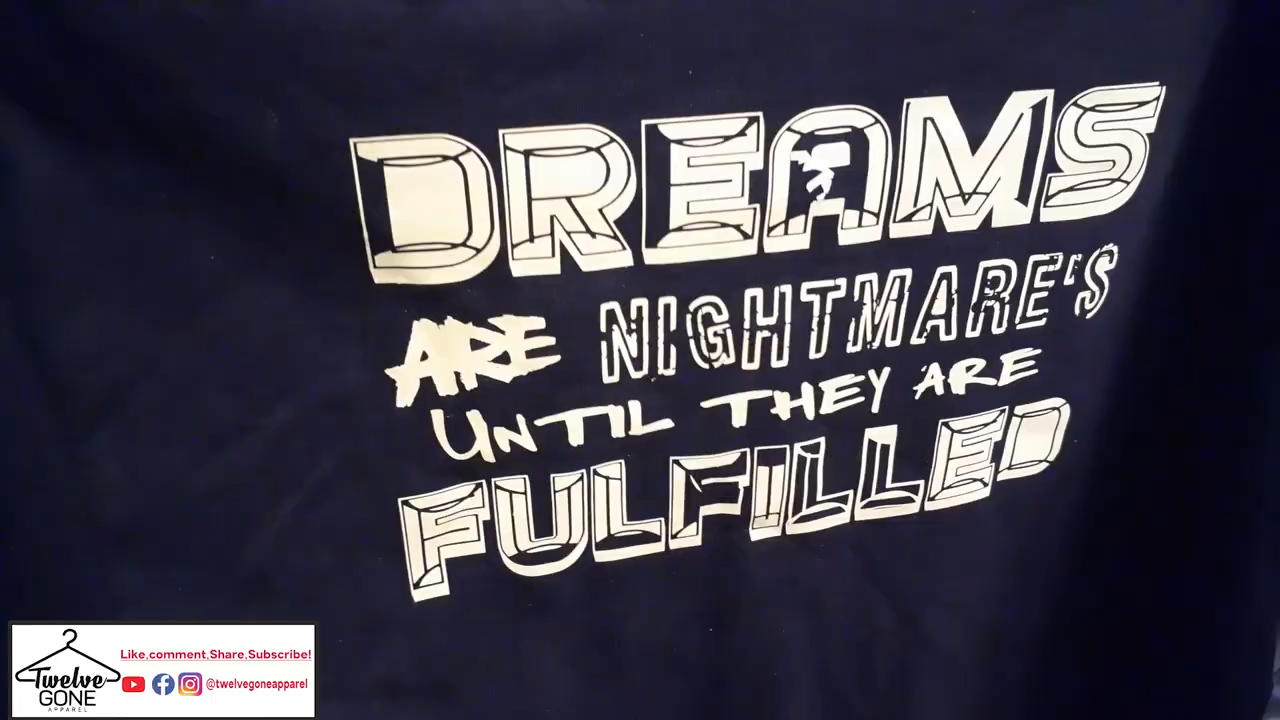 DREAMS
ARE NIGHTMARE'S
UNTIL THEY ARE
FULFILLED
Twelve
GONE
APPAREL
Like,comment,Share,Subscribe!
@twelvegoneapparel